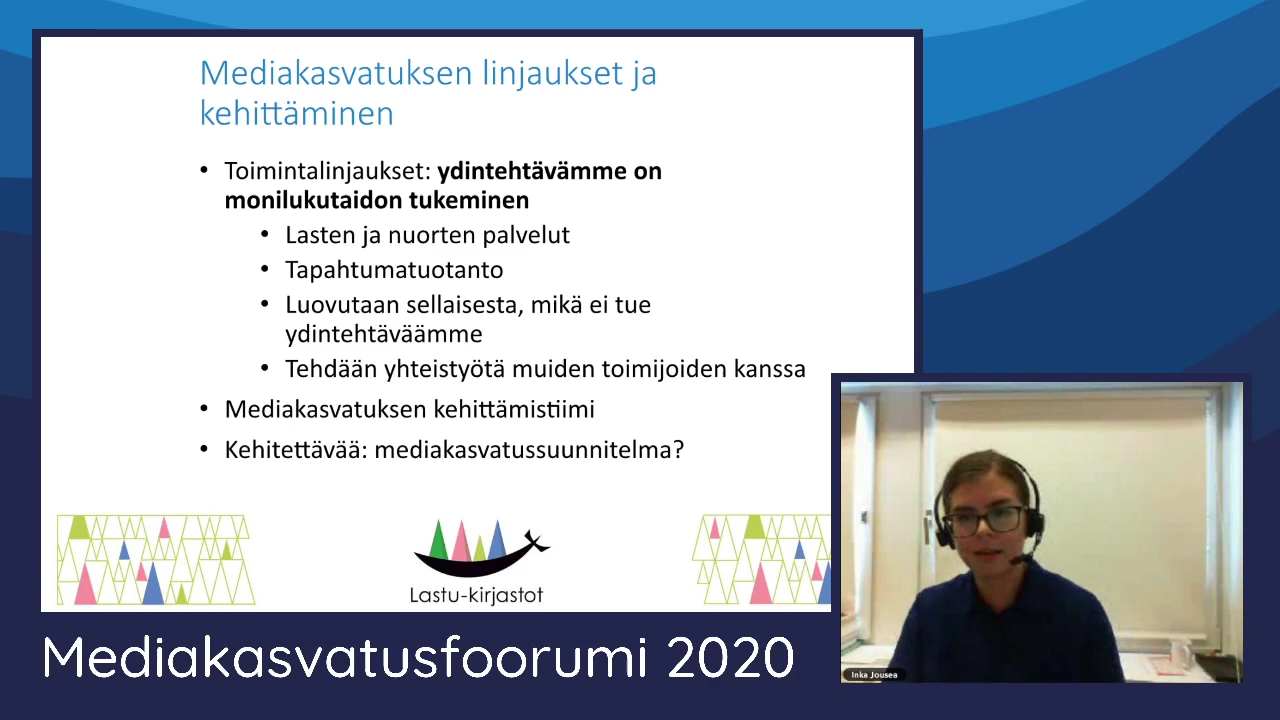 Mediakasvatuksen linjaukset ja
kehittäminen
• Toimintalinjaukset: ydintehtävämme on
monilukutaidon tukeminen
• Lasten ja nuorten palvelut
• Tapahtumatuotanto
• Luovutaan sellaisesta, mikä ei tue
ydintehtäväämme
• Tehdään yhteistyötä muiden toimijoiden kanssa
• Mediakasvatuksen kehittämistiimi
• Kehitettävää: mediakasvatussuunnitelma?
Lastu-kirjastot
Inka Jousea
Mediakasvatusfoorumi 2020